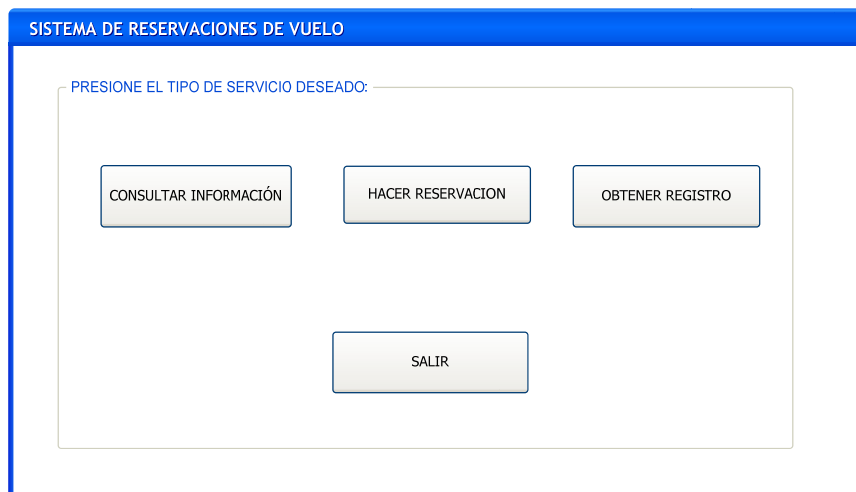 SISTEMA DE RESERVACIONES DE VUELO
PRESIONE EL TIPO DE SERVICIO DESEADO:
CONSULTAR INFORMACIÓN
HACER RESERVACION
OBTENER REGISTRO
SALIR